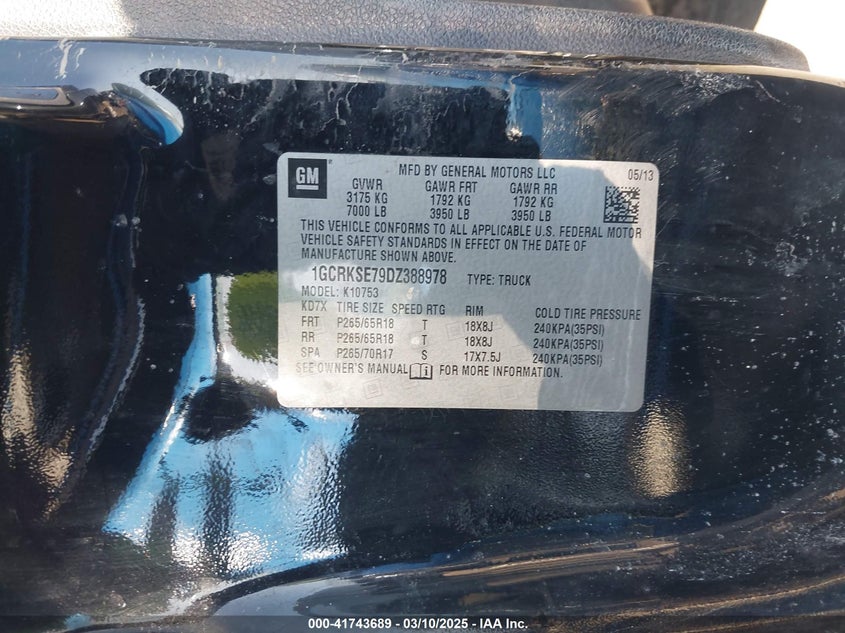 GM
MFD BY GENERAL MOTORS LLC 05/13
GVWR GAWR FRT GAWR RR
3175 KG 1792 KG 1792 KG
7000 LB 3950 LB 3950 LB
THIS VEHICLE CONFORMS TO ALL APPLICABLE U.S. FEDERAL MOTOR
VEHICLE SAFETY STANDARDS IN EFFECT ON THE DATE OF
MANUFACTURE SHOWN ABOVE.
1GCRKSE79DZ388978 TYPE: TRUCK
MODEL: K10753
KD7X TIRE SIZE SPEED RTG RIM COLD TIRE PRESSURE
FRT P265/65R18 T 18X8J 240KPA(35PSI)
RR P265/65R18 T 18X8J 240KPA(35PSI)
SPA P265/70R17 S 17X7.5J 240KPA(35PSI)
SEE OWNER'S MANUAL FOR MORE INFORMATION.
000-41743689 - 03/10/2025 - IAA Inc.